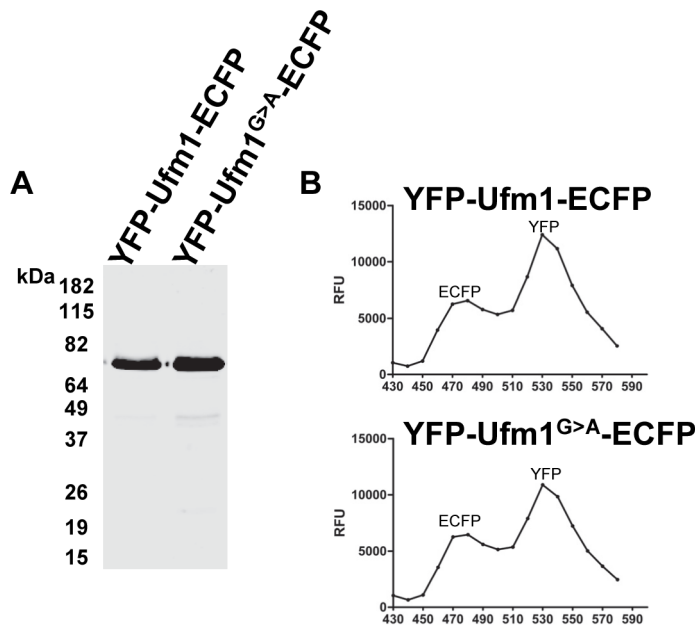 A
YFP-Ufm1-ECFP
YFP-Ufm1G>A-ECFP
kDa
182
115
82
64
49
37
26
19
15
B
YFP-Ufm1-ECFP
15000
10000
5000
0
RFU
ECFP
YFP
430 450 470 490 510 530 550 570 590
YFP-Ufm1G>A-ECFP
15000
10000
5000
0
RFU
ECFP
YFP
430 450 470 490 510 530 550 570 590